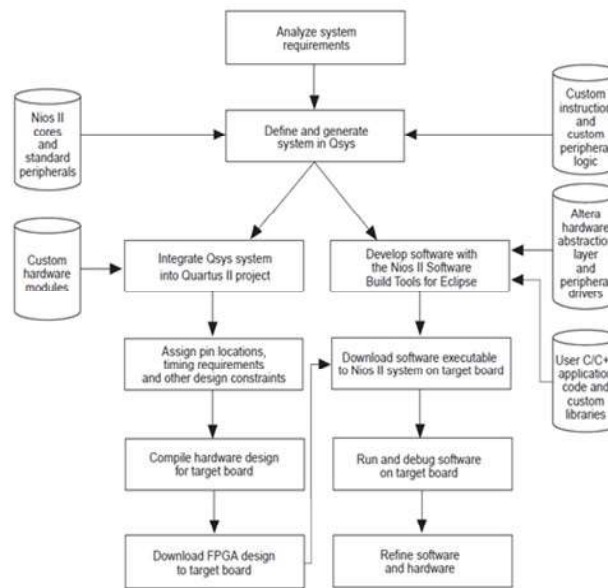 Analyze system
requirements
Nios II
cores
and
standard
peripherals
Define and generate
system in Qsys
Custom
instruction
and
custom
peripheral
logic
Custom
hardware
modules
Integrate Qsys system
into Quartus II project
Develop software with
the Nios II Software
Build Tools for Eclipse
Altera
hardware
abstraction
layer
and
peripheral
drivers
Assign pin locations,
timing requirements
and other design constraints
Download software executable
to Nios II system on target board
User C/C+
application
code and
custom
libraries
Compile hardware design
for target board
Run and debug software
on target board
Download FPGA design
to target board
Refine software
and hardware